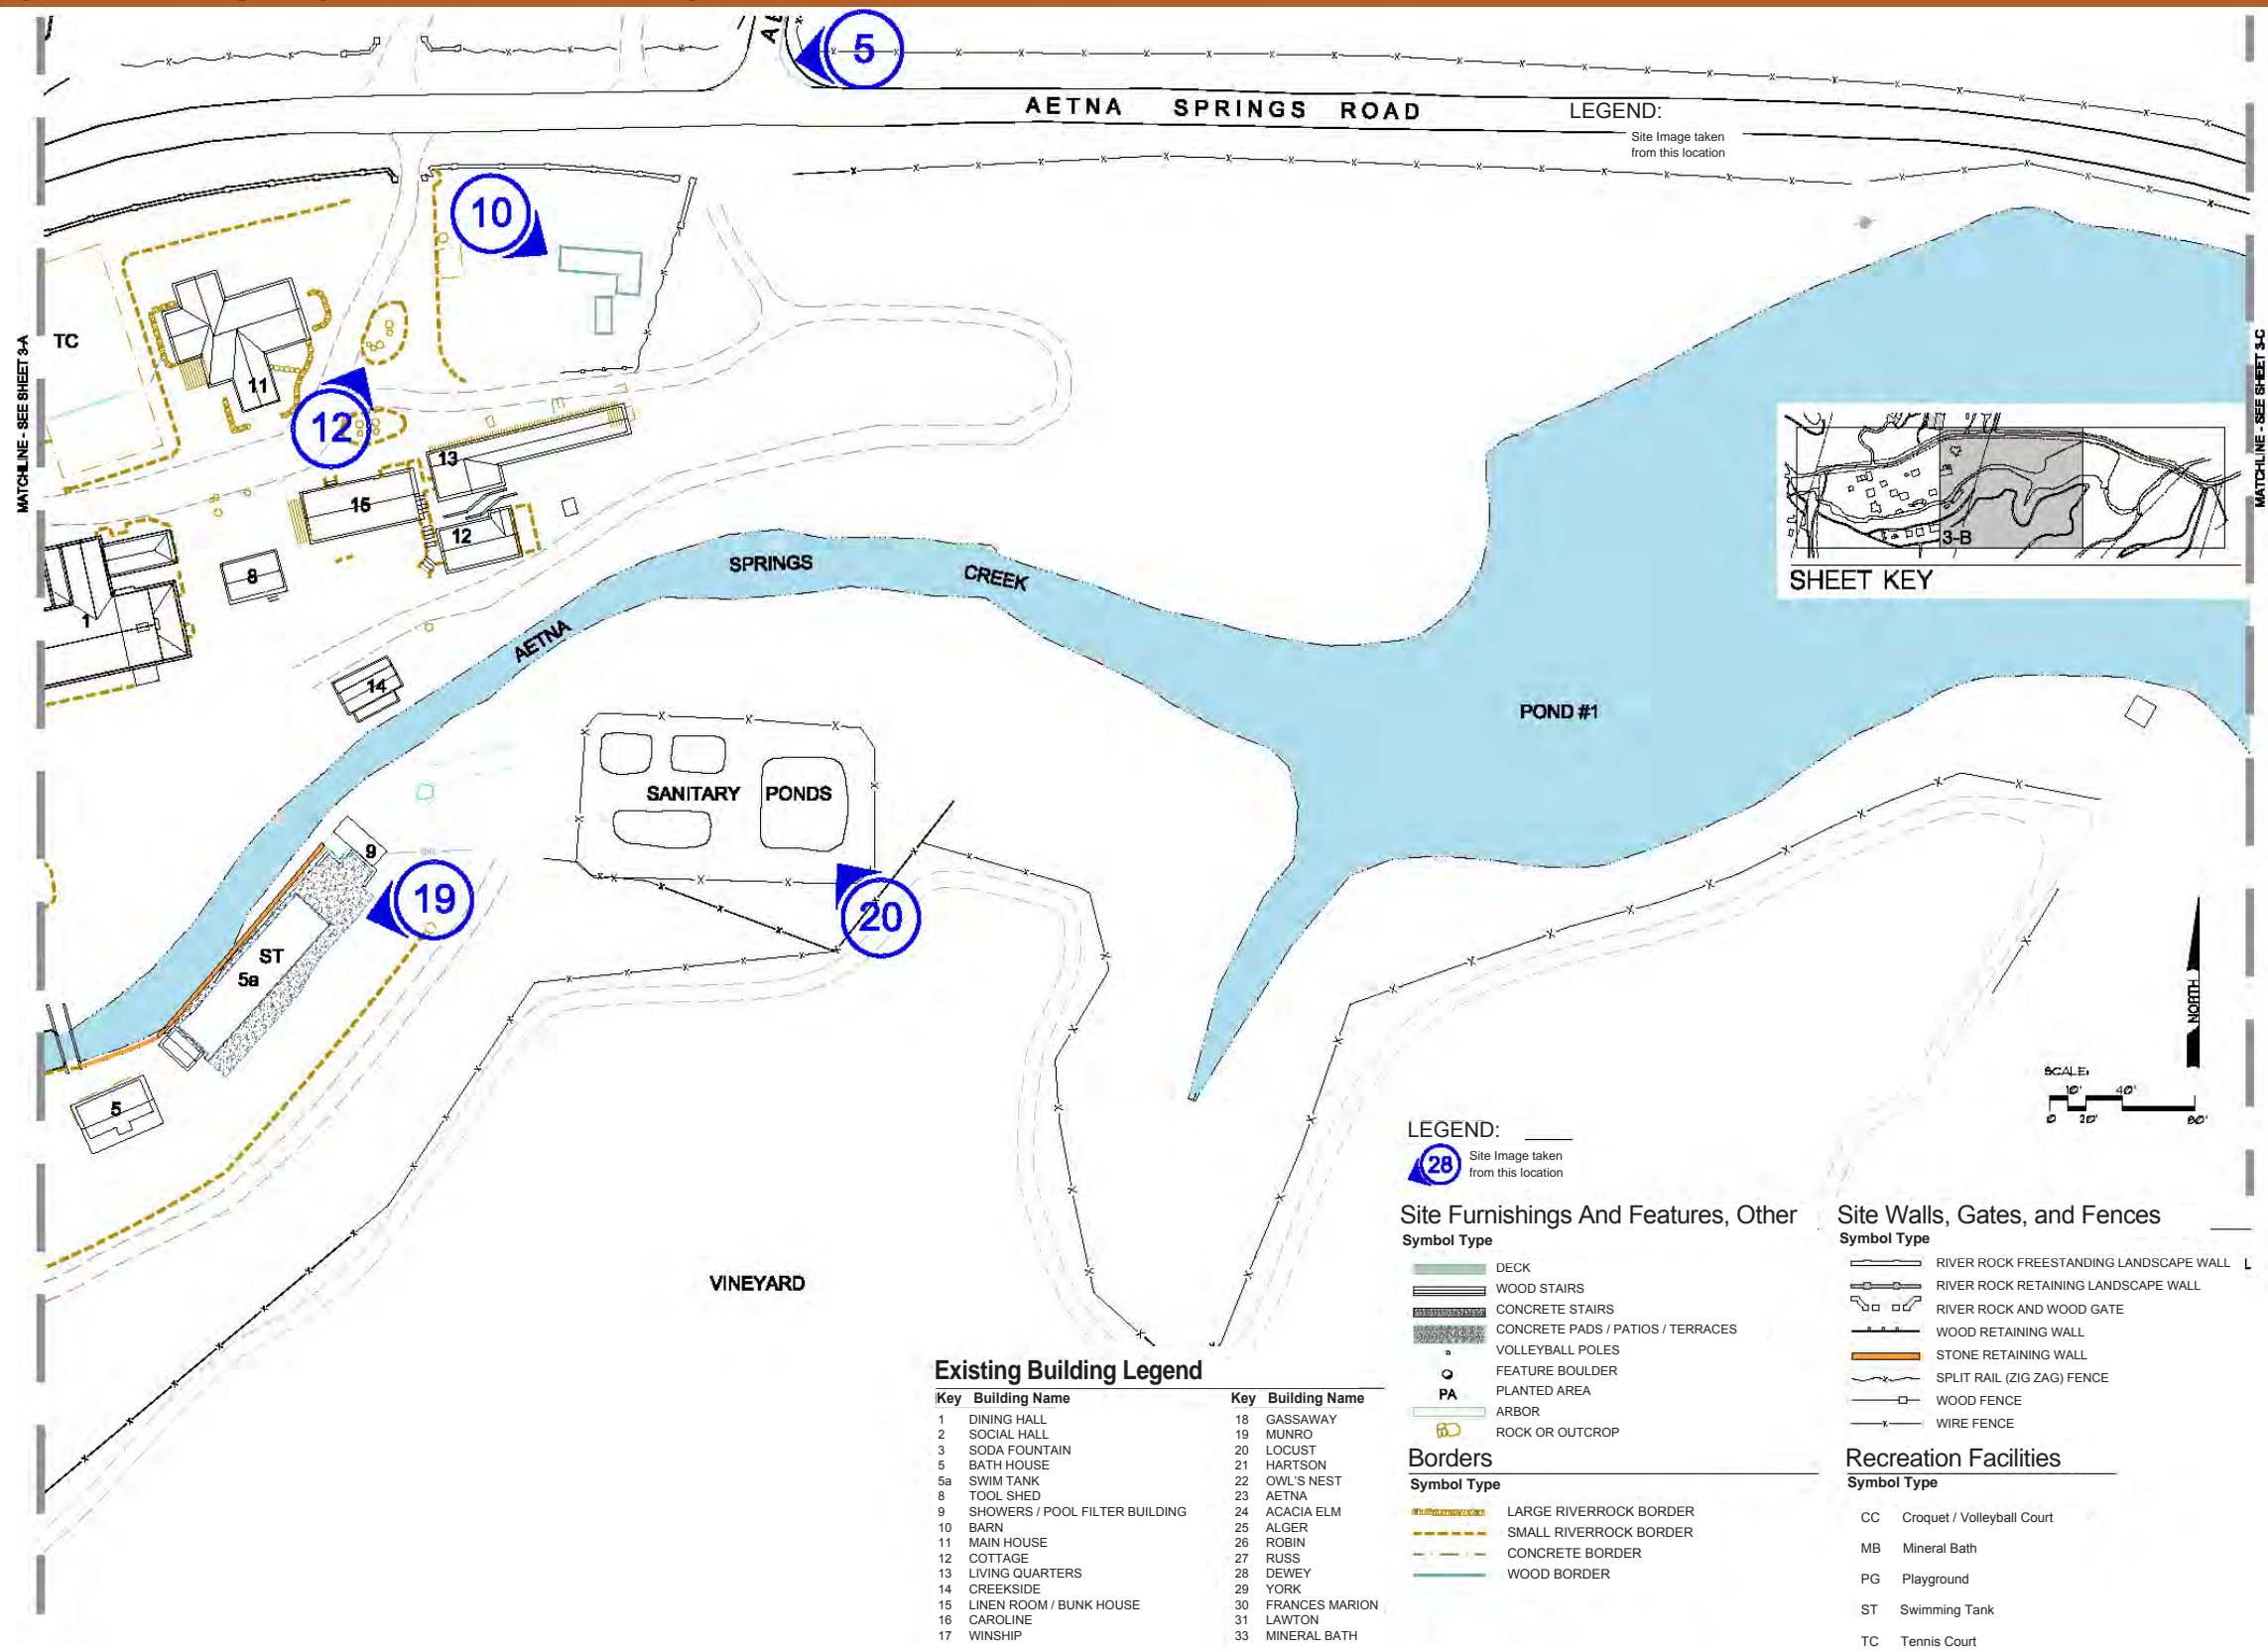 5
AETNA SPRINGS ROAD
LEGEND:
Site Image taken
from this location
10
TC
11
12
13
15
12
8
1
14
MATCHLINE - SEE SHEET 3-A
MATCHLINE - SEE SHEET 3-C
3-B
SHEET KEY
AETNA SPRINGS CREEK
POND #1
SANITARY PONDS
9
19
20
ST
5a
5
NORTH
SCALE:
10' 40'
0 20' 80'
VINEYARD
LEGEND:
28
Site Image taken
from this location
Site Furnishings And Features, Other
Symbol Type
DECK
WOOD STAIRS
CONCRETE STAIRS
CONCRETE PADS / PATIOS / TERRACES
VOLLEYBALL POLES
FEATURE BOULDER
PA PLANTED AREA
ARBOR
ROCK OR OUTCROP
Borders
Symbol Type
LARGE RIVERROCK BORDER
SMALL RIVERROCK BORDER
CONCRETE BORDER
WOOD BORDER
Site Walls, Gates, and Fences
Symbol Type
RIVER ROCK FREESTANDING LANDSCAPE WALL L
RIVER ROCK RETAINING LANDSCAPE WALL
RIVER ROCK AND WOOD GATE
WOOD RETAINING WALL
STONE RETAINING WALL
SPLIT RAIL (ZIG ZAG) FENCE
WOOD FENCE
WIRE FENCE
Recreation Facilities
Symbol Type
CC Croquet / Volleyball Court
MB Mineral Bath
PG Playground
ST Swimming Tank
TC Tennis Court
Existing Building Legend
Key Building Name
1 DINING HALL
2 SOCIAL HALL
3 SODA FOUNTAIN
5 BATH HOUSE
5a SWIM TANK
8 TOOL SHED
9 SHOWERS / POOL FILTER BUILDING
10 BARN
11 MAIN HOUSE
12 COTTAGE
13 LIVING QUARTERS
14 CREEKSIDE
15 LINEN ROOM / BUNK HOUSE
16 CAROLINE
17 WINSHIP
Key Building Name
18 GASSAWAY
19 MUNRO
20 LOCUST
21 HARTSON
22 OWL'S NEST
23 AETNA
24 ACACIA ELM
25 ALGER
26 ROBIN
27 RUSS
28 DEWEY
29 YORK
30 FRANCES MARION
31 LAWTON
33 MINERAL BATH